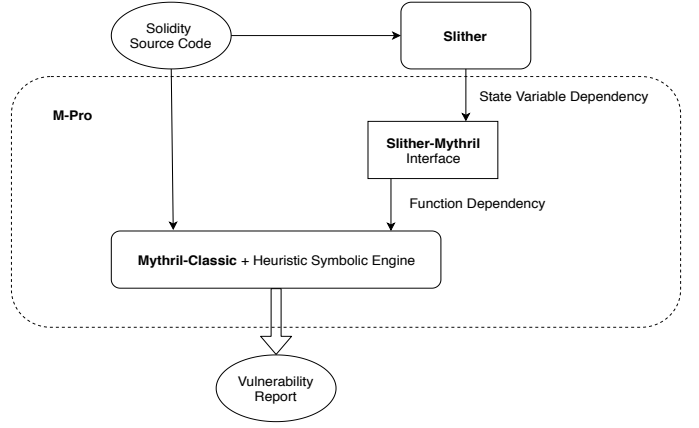 Solidity
Source Code
Slither
State Variable Dependency
M-Pro
Slither-Mythril
Interface
Function Dependency
Mythril-Classic + Heuristic Symbolic Engine
Vulnerability
Report